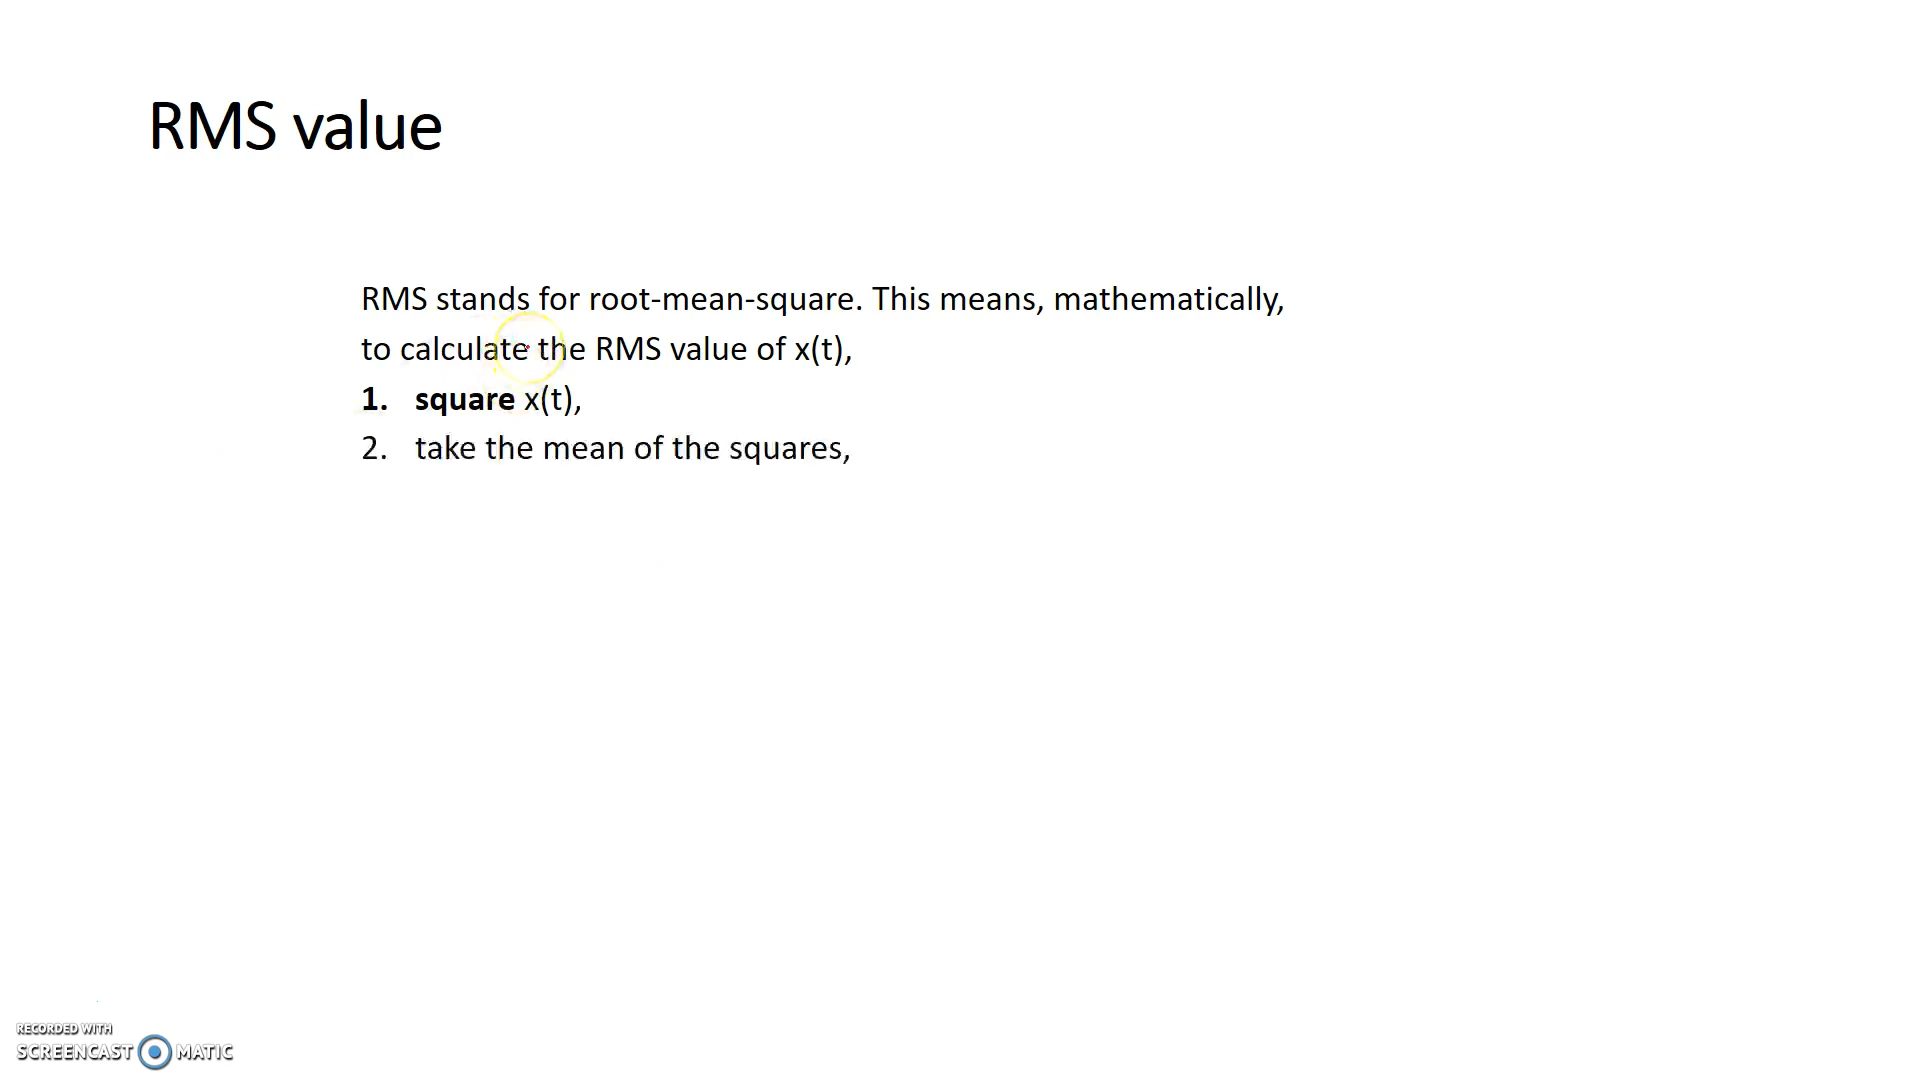 RMS value
RMS stands for root-mean-square. This means, mathematically,
to calculate the RMS value of x(t),
1. square x(t),
2. take the mean of the squares,
RECORDED WITH
SCREENCAST MATIC